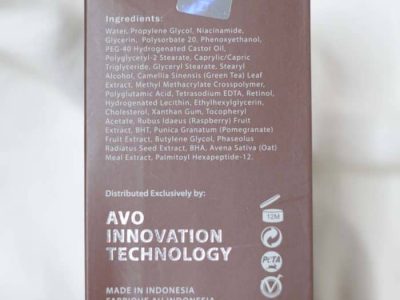 Ingredients:
Water, Propylene Glycol, Niacinamide,
Glycerin, Polysorbate 20, Phenoxyethanol,
PEG-40 Hydrogenated Castor Oil,
Polyglyceryl-2 Stearate, Caprylic/Capric
Triglyceride, Glyceryl Stearate, Stearyl
Alcohol, Camellia Sinensis (Green Tea) Leaf
Extract, Methyl Methacrylate Crosspolymer,
Polyglutamic Acid, Tetrasodium EDTA, Retinol,
Hydrogenated Lecithin, Ethylhexylglycerin,
Cholesterol, Xanthan Gum, Tocopheryl
Acetate, Rubus Idaeus (Raspberry) Fruit
Extract, BHT, Punica Granatum (Pomegranate)
Fruit Extract, Butylene Glycol, Phaseolus
Radiatus Seed Extract, BHA, Avena Sativa (Oat)
Meal Extract, Palmitoyl Hexapeptide-12.
Distributed Exclusively by:
AVO
INNOVATION
TECHNOLOGY
12M
PETA
MADE IN INDONESIA
FABRIQUE AU INDONESIA